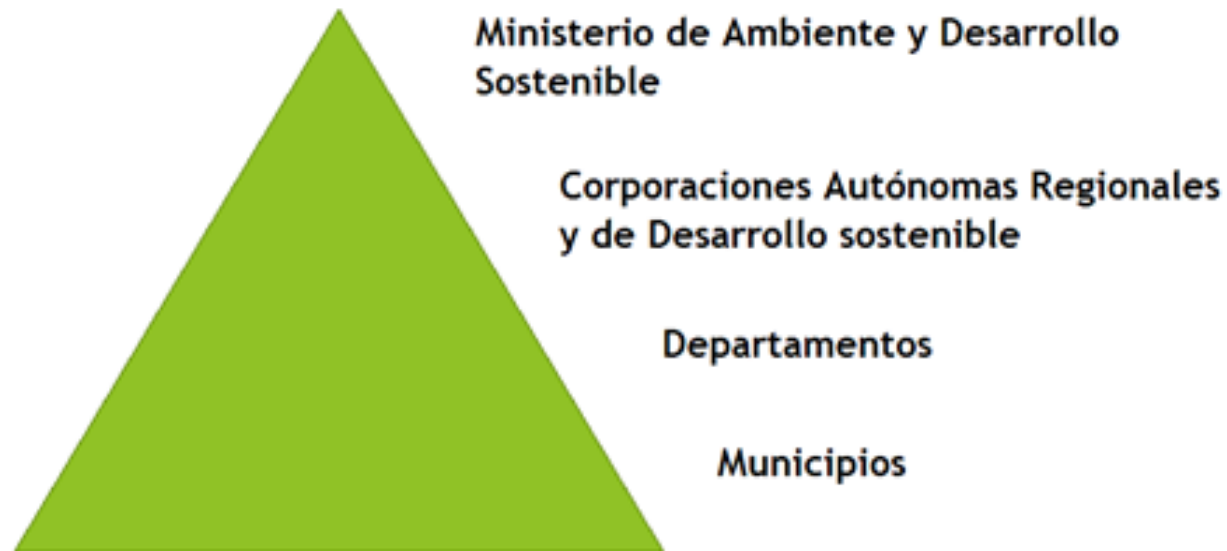 Ministerio de Ambiente y Desarrollo
Sostenible
Corporaciones Autónomas Regionales
y de Desarrollo sostenible
Departamentos
Municipios